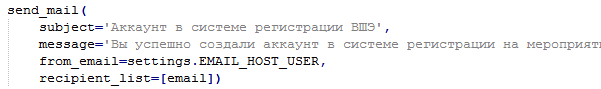 send_mail(
subject='Аккаунт в системе регистрации ВШЭ',
message='Вы успешно создали аккаунт в системе регистрации на
from_email=settings.EMAIL_HOST_USER,
recipient_list=[email])